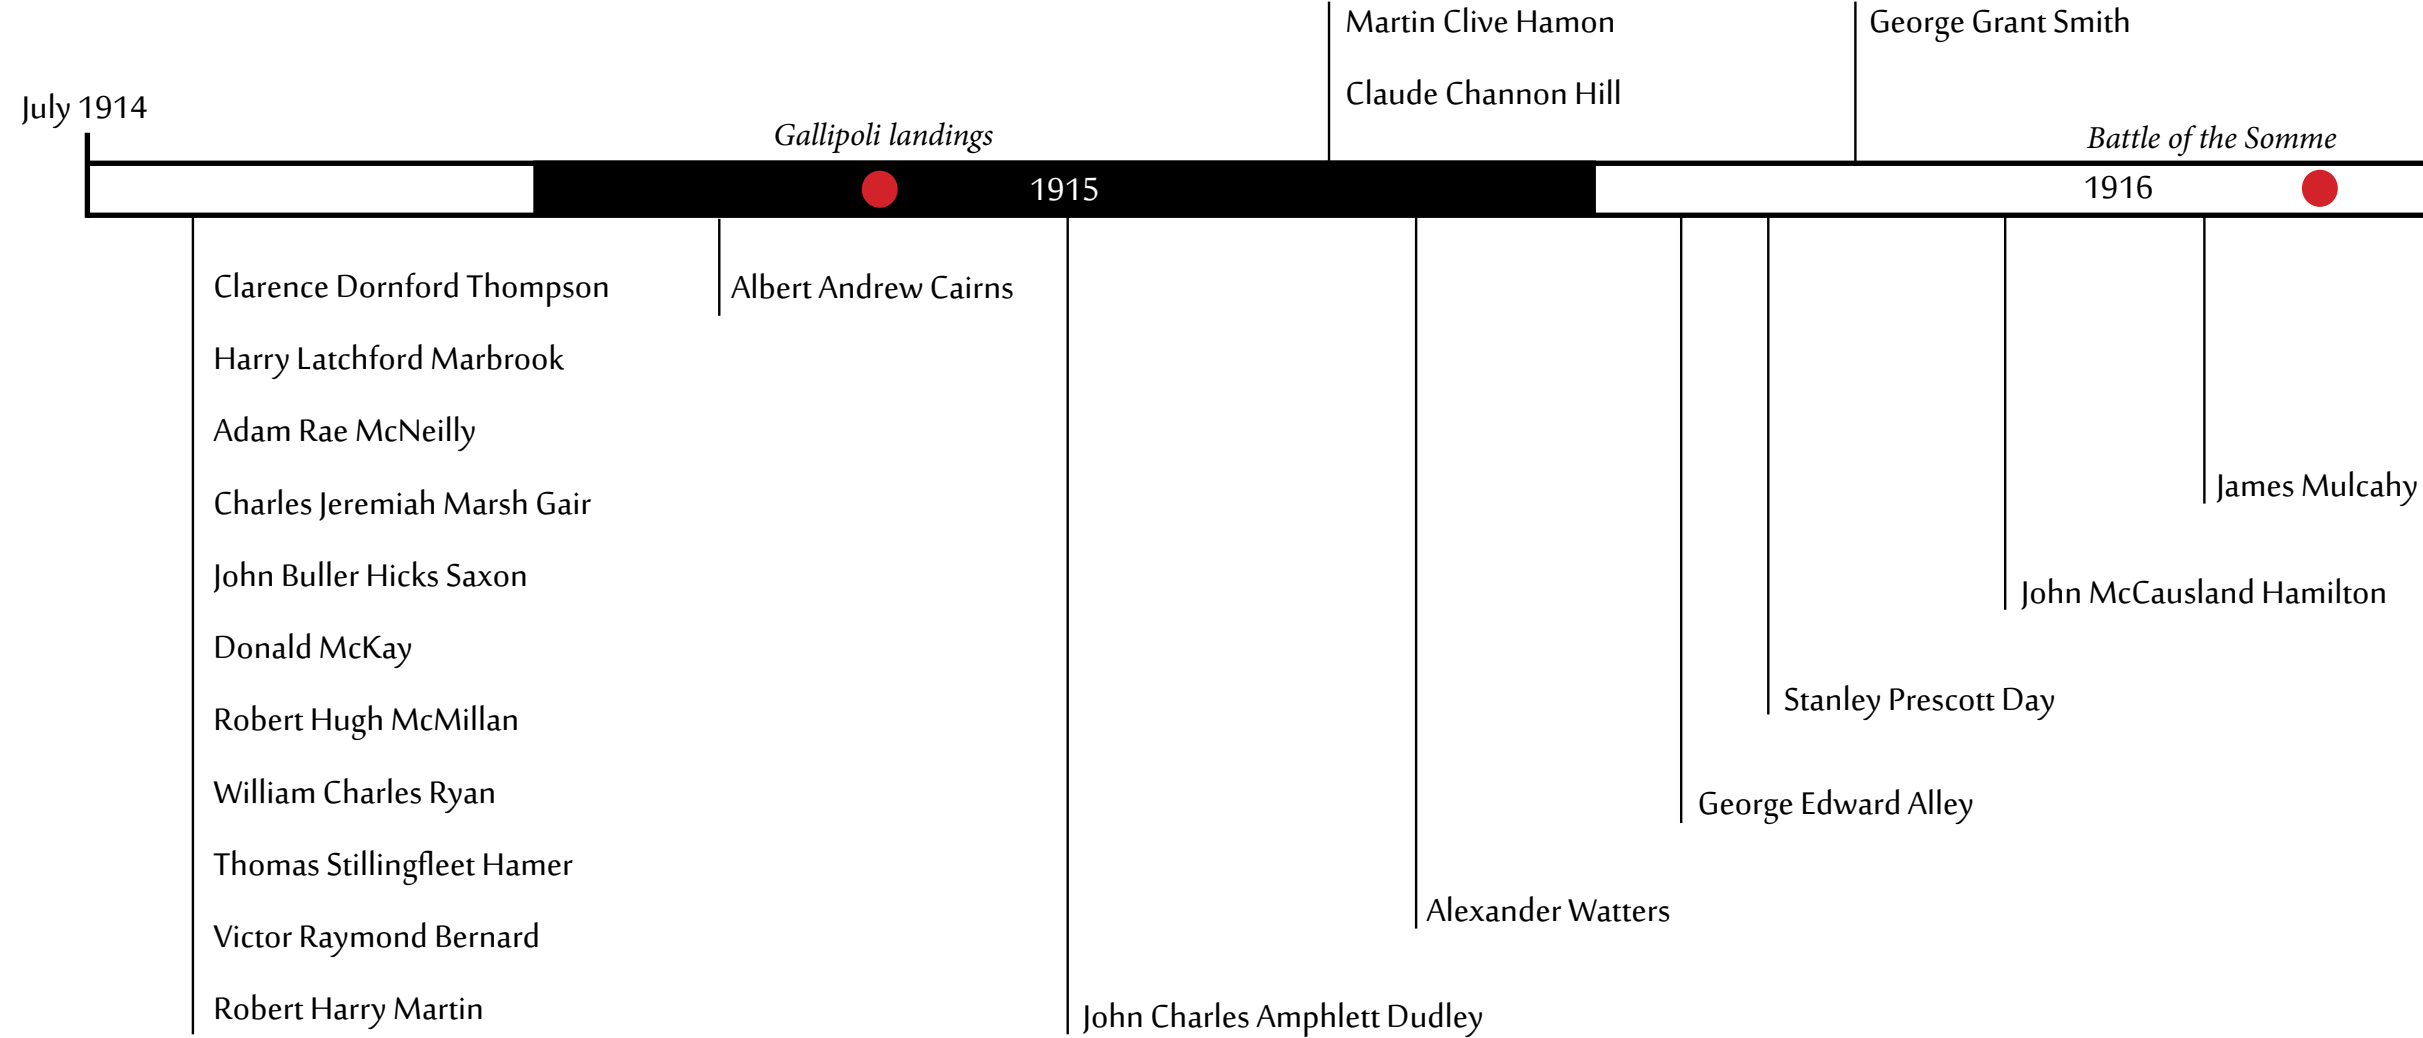 Martin Clive Hamon
George Grant Smith
Claude Channon Hill
July 1914
Gallipoli landings
Battle of the Somme
1915
1916
Clarence Dornford Thompson
Albert Andrew Cairns
Harry Latchford Marbrook
Adam Rae McNeilly
Charles Jeremiah Marsh Gair
James Mulcahy
John Buller Hicks Saxon
John McCausland Hamilton
Donald McKay
Stanley Prescott Day
Robert Hugh McMillan
William Charles Ryan
George Edward Alley
Thomas Stillingfleet Hamer
Alexander Watters
Victor Raymond Bernard
Robert Harry Martin
John Charles Amphlett Dudley